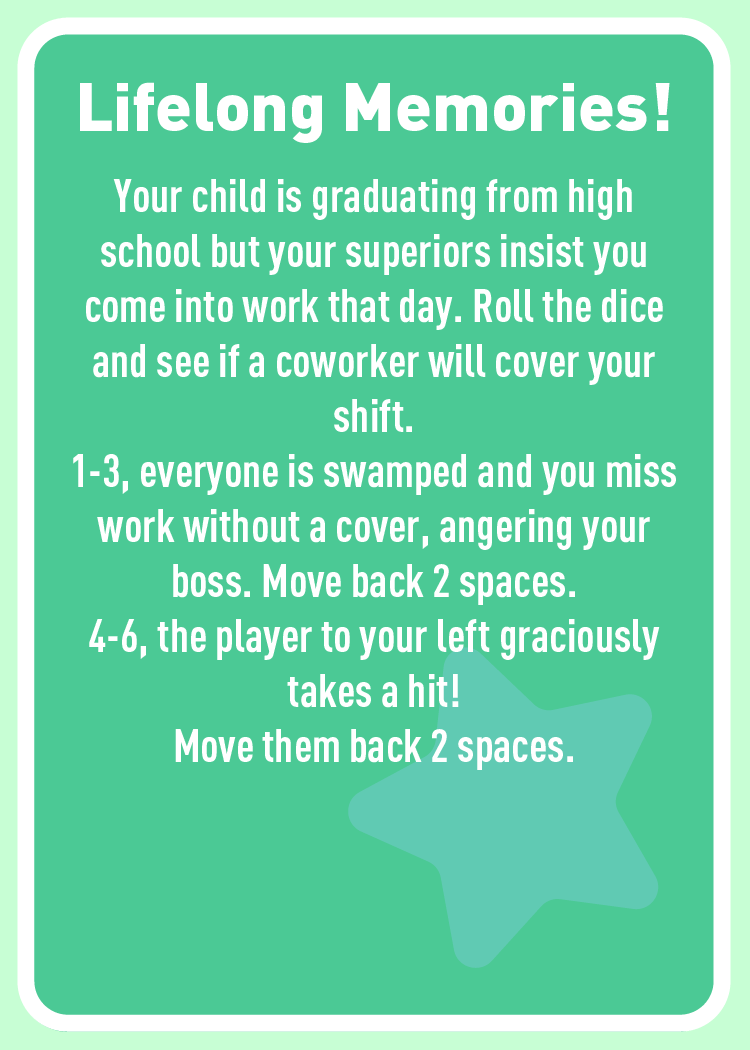 Lifelong Memories!
Your child is graduating from high
school but your superiors insist you
come into work that day. Roll the dice
and see if a coworker will cover your
shift.
1-3, everyone is swamped and you miss
work without a cover, angering your
boss. Move back 2 spaces.
4-6, the player to your left graciously
takes a hit!
Move them back 2 spaces.